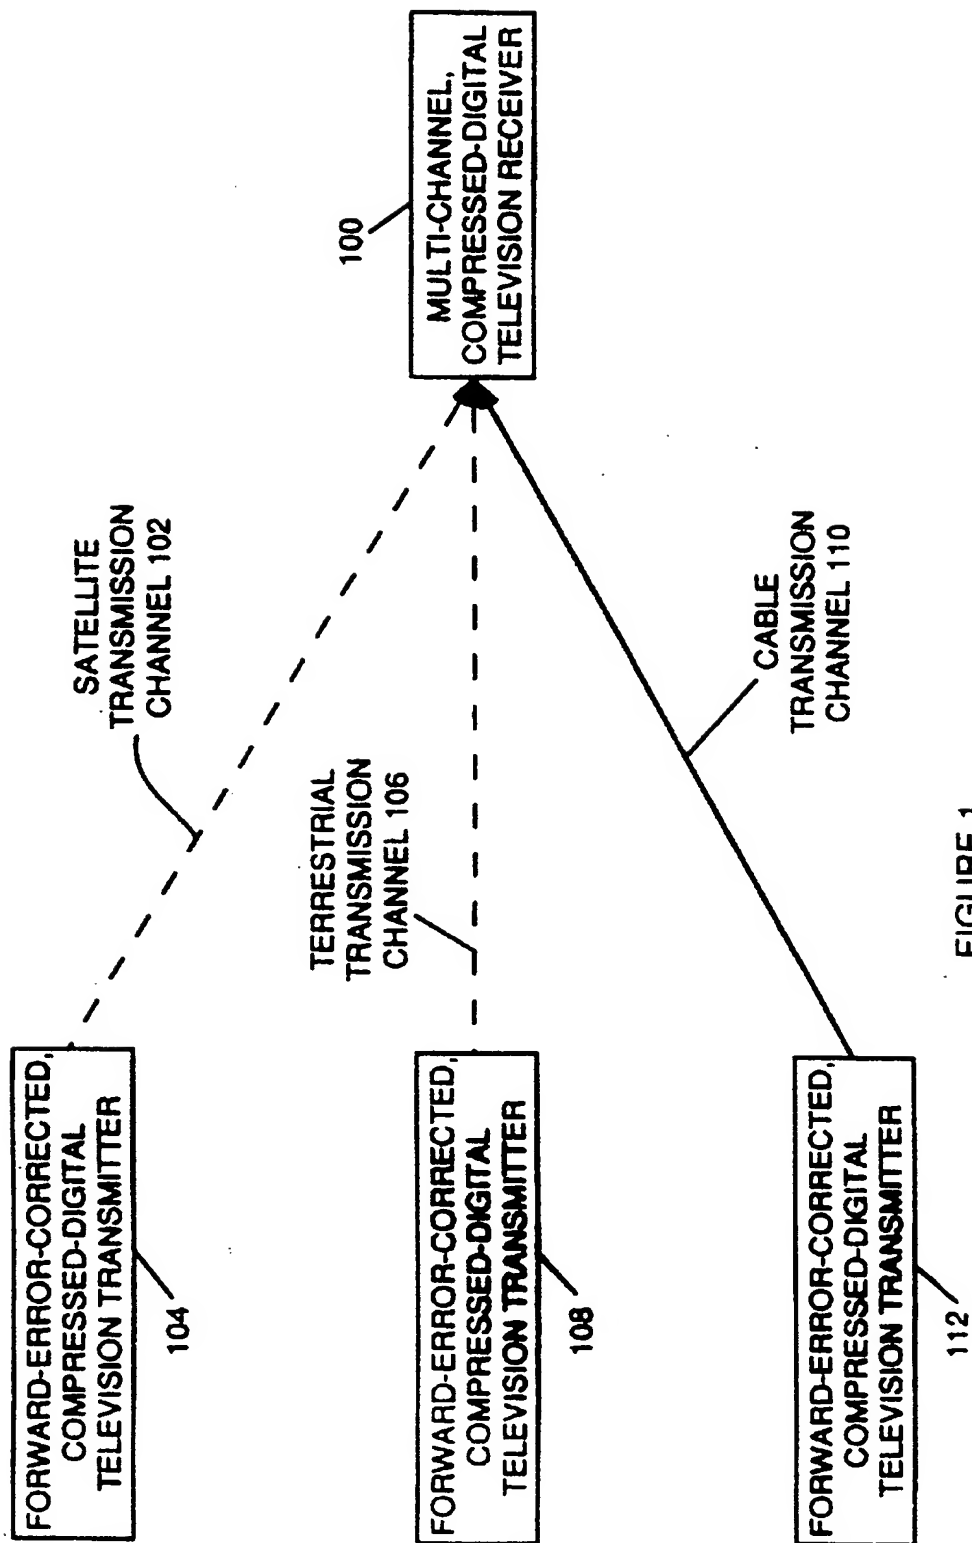 FORWARD-ERROR-CORRECTED,
COMPRESSED-DIGITAL
TELEVISION TRANSMITTER
104
SATELLITE
TRANSMISSION
CHANNEL 102
FORWARD-ERROR-CORRECTED,
COMPRESSED-DIGITAL
TELEVISION TRANSMITTER
108
TERRESTRIAL
TRANSMISSION
CHANNEL 106
100
MULTI-CHANNEL,
COMPRESSED-DIGITAL
TELEVISION RECEIVER
FORWARD-ERROR-CORRECTED,
COMPRESSED-DIGITAL
TELEVISION TRANSMITTER
112
CABLE
TRANSMISSION
CHANNEL 110
FIGURE 1